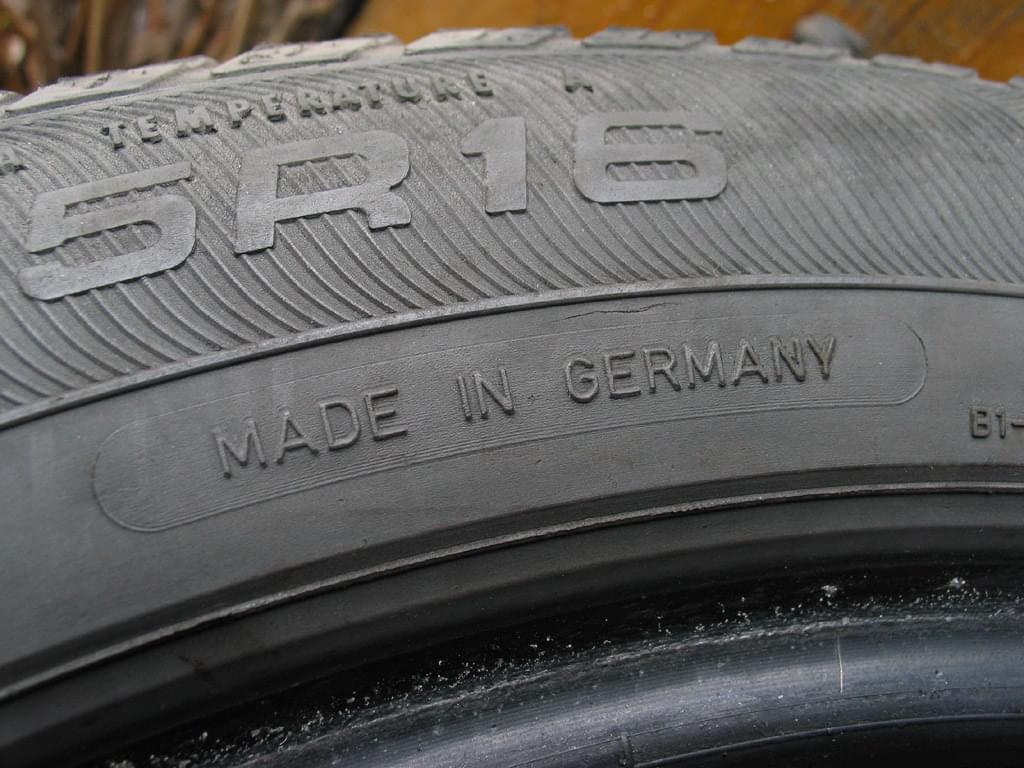 A TEMPERATURE A
5R16
MADE IN GERMANY
B1-